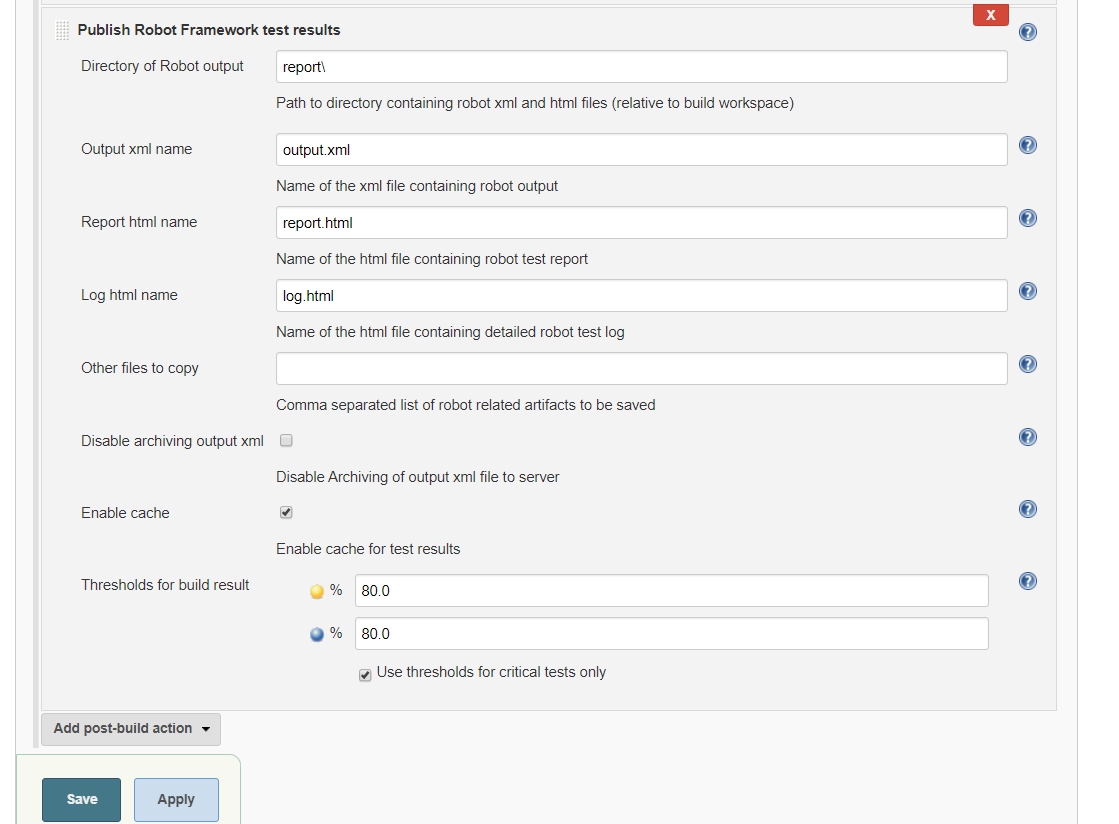 X
Publish Robot Framework test results
Directory of Robot output
report\
Path to directory containing robot xml and html files (relative to build workspace)
Output xml name
output.xml
Name of the xml file containing robot output
Report html name
report.html
Name of the html file containing robot test report
Log html name
log.html
Name of the html file containing detailed robot test log
Other files to copy
Comma separated list of robot related artifacts to be saved
Disable archiving output xml
Disable Archiving of output xml file to server
Enable cache
Enable cache for test results
Thresholds for build result
% 80.0
% 80.0
Use thresholds for critical tests only
Add post-build action
Save Apply